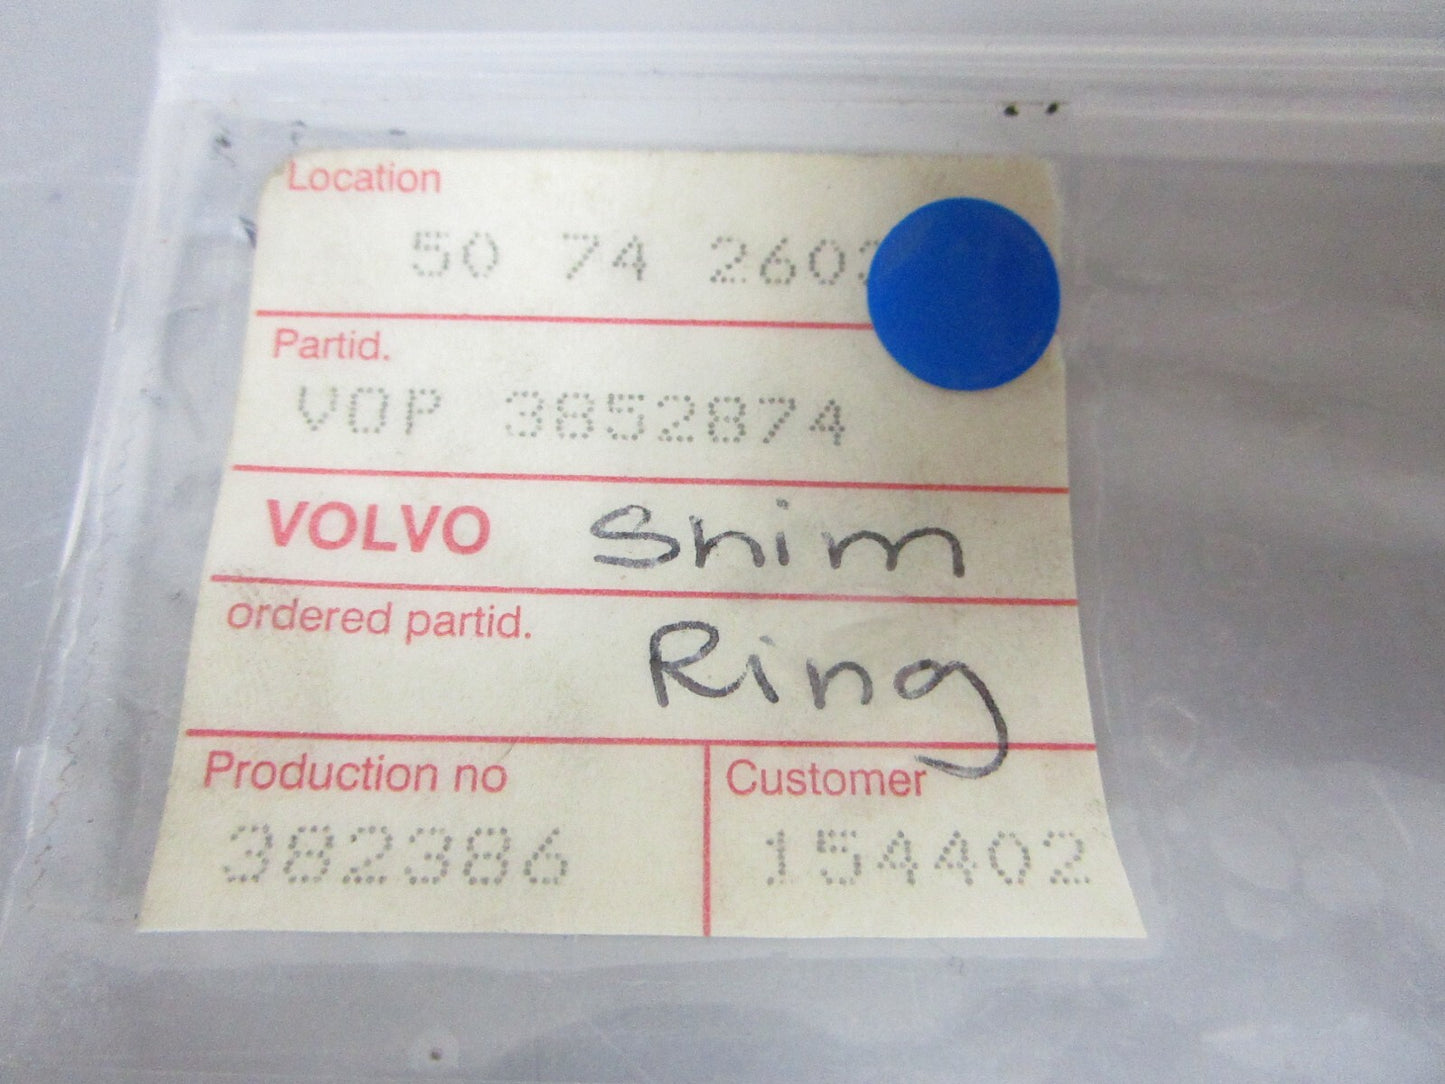 Location
50 74 260
Partid.
VOP 3852874
VOLVO Shim
ordered partid.
Ring
Production no
Customer
382386
154402